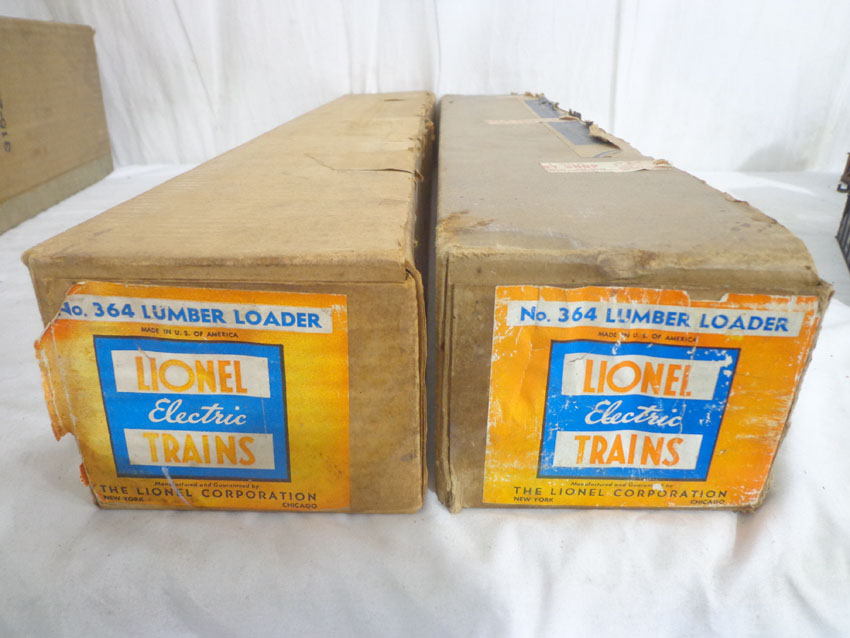 No. 364 LUMBER LOADER
MADE IN U. S. OF AMERICA
LIONEL
Electric
TRAINS
Manufactured and Guaranteed by
THE LIONEL CORPORATION
NEW YORK CHICAGO
No. 364 LUMBER LOADER
MADE IN U. S. OF AMERICA
LIONEL
Electric
TRAINS
Manufactured and Guaranteed by
THE LIONEL CORPORATION
NEW YORK CHICAGO